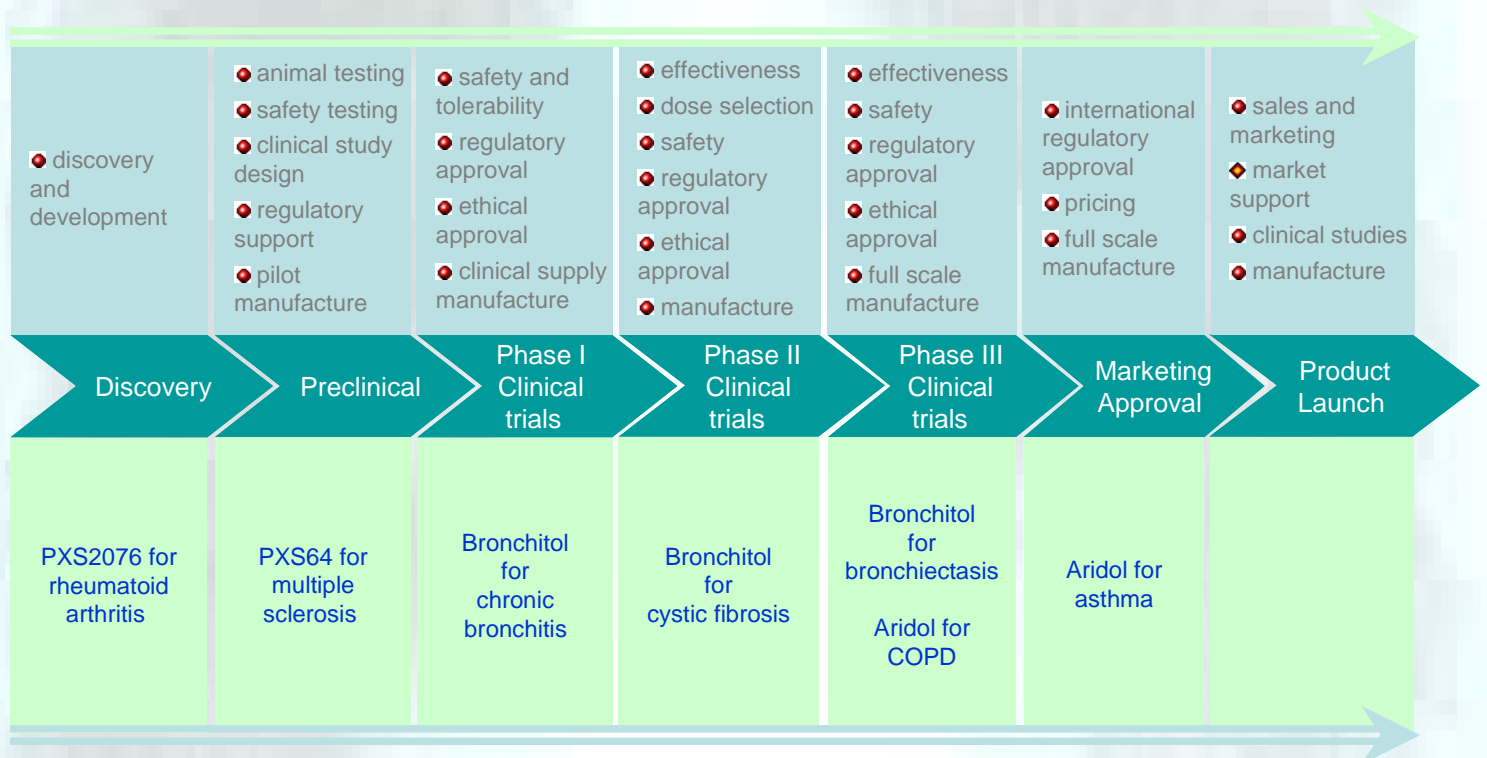 discovery
and
development
animal testing
safety testing
clinical study
design
regulatory
support
pilot
manufacture
safety and
tolerability
regulatory
approval
ethical
approval
clinical supply
manufacture
effectiveness
dose selection
safety
regulatory
approval
ethical
approval
manufacture
effectiveness
safety
regulatory
approval
ethical
approval
full scale
manufacture
international
regulatory
approval
pricing
full scale
manufacture
sales and
marketing
market
support
clinical studies
manufacture
Discovery
Preclinical
Phase I
Clinical
trials
Phase II
Clinical
trials
Phase III
Clinical
trials
Marketing
Approval
Product
Launch
PXS2076 for
rheumatoid
arthritis
PXS64 for
multiple
sclerosis
Bronchitol
for
chronic
bronchitis
Bronchitol
for
cystic fibrosis
Bronchitol
for
bronchiectasis
Aridol for
COPD
Aridol for
asthma